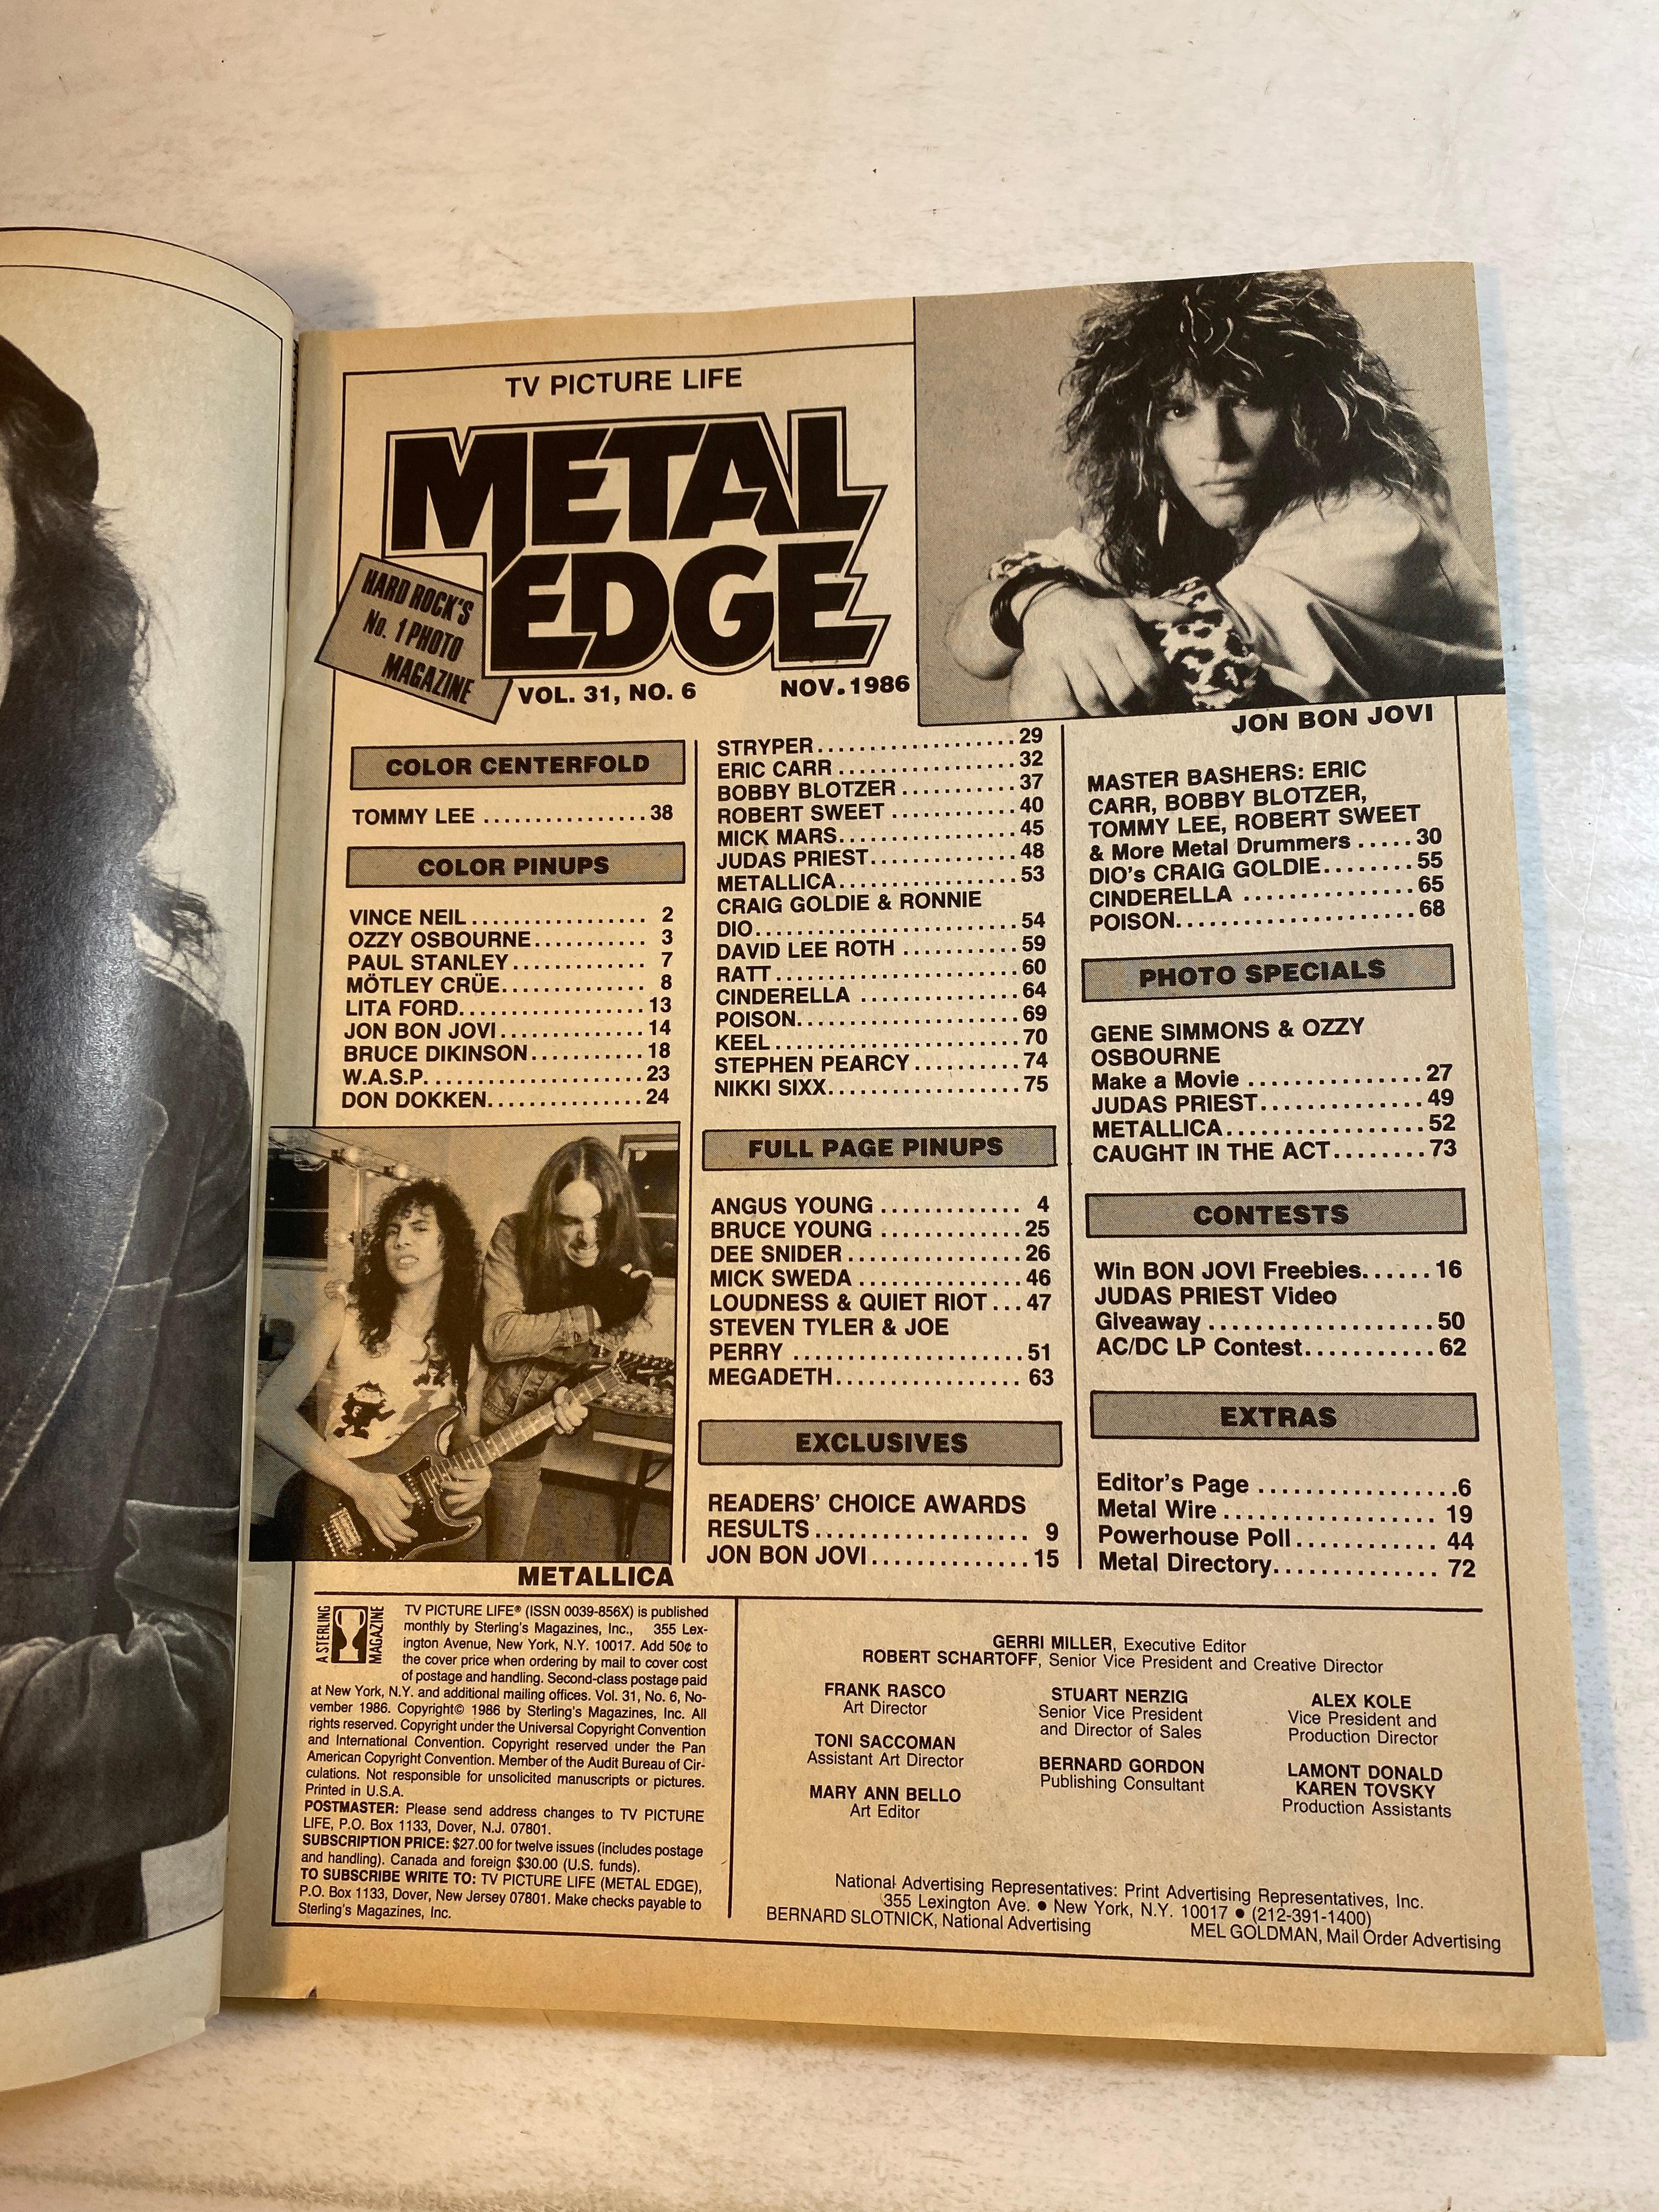 TV PICTURE LIFE
METAL
EDGE
HARD ROCK'S
No. 1 PHOTO
MAGAZINE
VOL. 31, NO. 6 NOV. 1986
JON BON JOVI
COLOR CENTERFOLD
TOMMY LEE ................ 38
COLOR PINUPS
VINCE NEIL ................. 2
OZZY OSBOURNE ........... 3
PAUL STANLEY ............. 7
MÖTLEY CRÜE .............. 8
LITA FORD .................. 13
JON BON JOVI .............. 14
BRUCE DIKINSON .......... 18
W.A.S.P. .................... 23
DON DOKKEN ............... 24
METALLICA
STRYPER ................... 29
ERIC CARR ................. 32
BOBBY BLOTZER ........... 37
ROBERT SWEET ............ 40
MICK MARS ................. 45
JUDAS PRIEST .............. 48
METALLICA ................. 53
CRAIG GOLDIE & RONNIE
DIO ......................... 54
DAVID LEE ROTH ........... 59
RATT ....................... 60
CINDERELLA ............... 64
POISON ..................... 69
KEEL ....................... 70
STEPHEN PEARCY .......... 74
NIKKI SIXX .................. 75
FULL PAGE PINUPS
ANGUS YOUNG ............. 4
BRUCE YOUNG ............. 25
DEE SNIDER ................ 26
MICK SWEDA ............... 46
LOUDNESS & QUIET RIOT ... 47
STEVEN TYLER & JOE
PERRY ..................... 51
MEGADETH ................. 63
EXCLUSIVES
READERS' CHOICE AWARDS
RESULTS ................... 9
JON BON JOVI .............. 15
MASTER BASHERS: ERIC
CARR, BOBBY BLOTZER,
TOMMY LEE, ROBERT SWEET
& More Metal Drummers ..... 30
DIO's CRAIG GOLDIE ........ 55
CINDERELLA ............... 65
POISON ..................... 68
PHOTO SPECIALS
GENE SIMMONS & OZZY
OSBOURNE
Make a Movie ............... 27
JUDAS PRIEST .............. 49
METALLICA ................. 52
CAUGHT IN THE ACT ........ 73
CONTESTS
Win BON JOVI Freebies ...... 16
JUDAS PRIEST Video
Giveaway ................... 50
AC/DC LP Contest ........... 62
EXTRAS
Editor's Page ................. 6
Metal Wire .................. 19
Powerhouse Poll ............ 44
Metal Directory .............. 72
A STERLING
MAGAZINE
TV PICTURE LIFE® (ISSN 0039-856X) is published
monthly by Sterling's Magazines, Inc., 355 Lex-
ington Avenue, New York, N.Y. 10017. Add 50¢ to
the cover price when ordering by mail to cover cost
of postage and handling. Second-class postage paid
at New York, N.Y. and additional mailing offices. Vol. 31, No. 6, No-
vember 1986. Copyright© 1986 by Sterling's Magazines, Inc. All
rights reserved. Copyright under the Universal Copyright Convention
and International Convention. Copyright reserved under the Pan
American Copyright Convention. Member of the Audit Bureau of Cir-
culations. Not responsible for unsolicited manuscripts or pictures.
Printed in U.S.A.
POSTMASTER: Please send address changes to TV PICTURE
LIFE, P.O. Box 1133, Dover, N.J. 07801.
SUBSCRIPTION PRICE: $27.00 for twelve issues (includes postage
and handling). Canada and foreign $30.00 (U.S. funds).
TO SUBSCRIBE WRITE TO: TV PICTURE LIFE (METAL EDGE),
P.O. Box 1133, Dover, New Jersey 07801. Make checks payable to
Sterling's Magazines, Inc.
GERRI MILLER, Executive Editor
ROBERT SCHARTOFF, Senior Vice President and Creative Director
FRANK RASCO
Art Director
TONI SACCOMAN
Assistant Art Director
MARY ANN BELLO
Art Editor
STUART NERZIG
Senior Vice President
and Director of Sales
BERNARD GORDON
Publishing Consultant
ALEX KOLE
Vice President and
Production Director
LAMONT DONALD
KAREN TOVSKY
Production Assistants
National Advertising Representatives: Print Advertising Representatives, Inc.
355 Lexington Ave. ● New York, N.Y. 10017 ● (212-391-1400)
BERNARD SLOTNICK, National Advertising MEL GOLDMAN, Mail Order Advertising